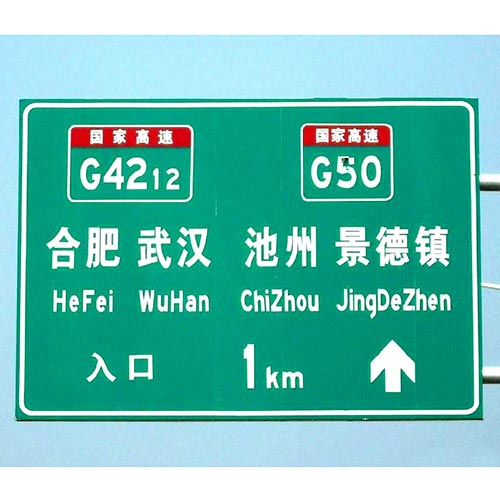 国家高速 国家高速
G4212 G50
合肥 武汉 池州 景德镇
HeFei WuHan ChiZhou JingDeZhen
入口 1km